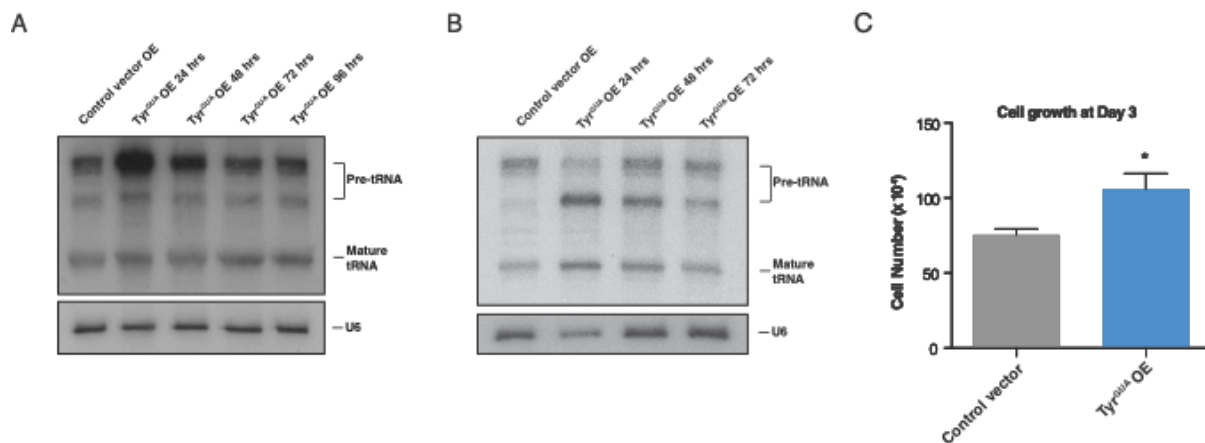 A
Control vector OE
Tyrᴳᵁᴬ OE 24 hrs
Tyrᴳᵁᴬ OE 48 hrs
Tyrᴳᵁᴬ OE 72 hrs
Tyrᴳᵁᴬ OE 96 hrs
Pre-tRNA
Mature
tRNA
U6
B
Control vector OE
Tyrᴳᵁᴬ OE 24 hrs
Tyrᴳᵁᴬ OE 48 hrs
Tyrᴳᵁᴬ OE 72 hrs
Pre-tRNA
Mature
tRNA
U6
C
Cell growth at Day 3
Cell Number (x 10⁴)
150
100
50
0
*
Control vector
Tyrᴳᵁᴬ OE